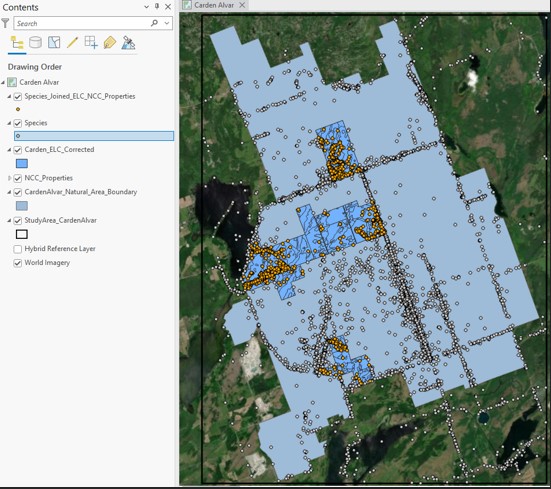 Contents
Carden Alvar
Search
Drawing Order
Carden Alvar
Species_Joined_ELC_NCC_Properties
Species
Carden_ELC_Corrected
NCC_Properties
CardenAlvar_Natural_Area_Boundary
StudyArea_CardenAlvar
Hybrid Reference Layer
World Imagery